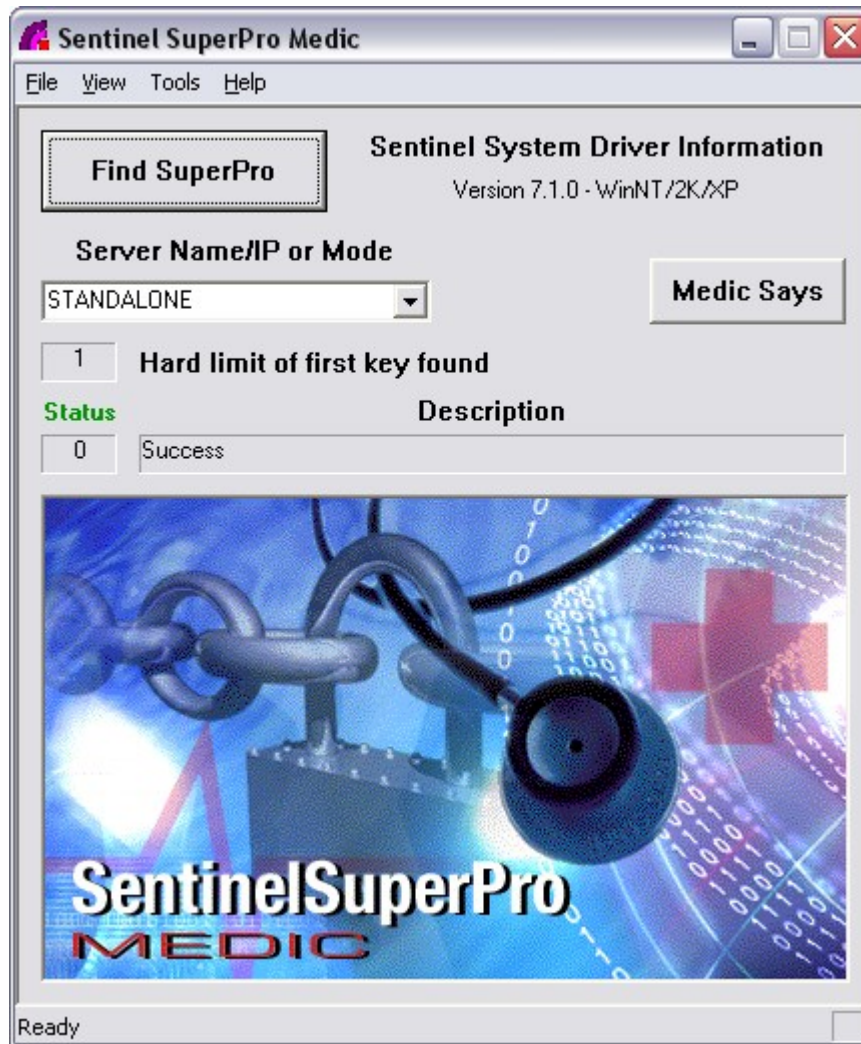 Sentinel SuperPro Medic
File View Tools Help
Find SuperPro
Sentinel System Driver Information
Version 7.1.0 - WinNT/2K/XP
Server Name/IP or Mode
STANDALONE
Medic Says
1 Hard limit of first key found
Status Description
0 Success
SentinelSuperPro
MEDIC
Ready